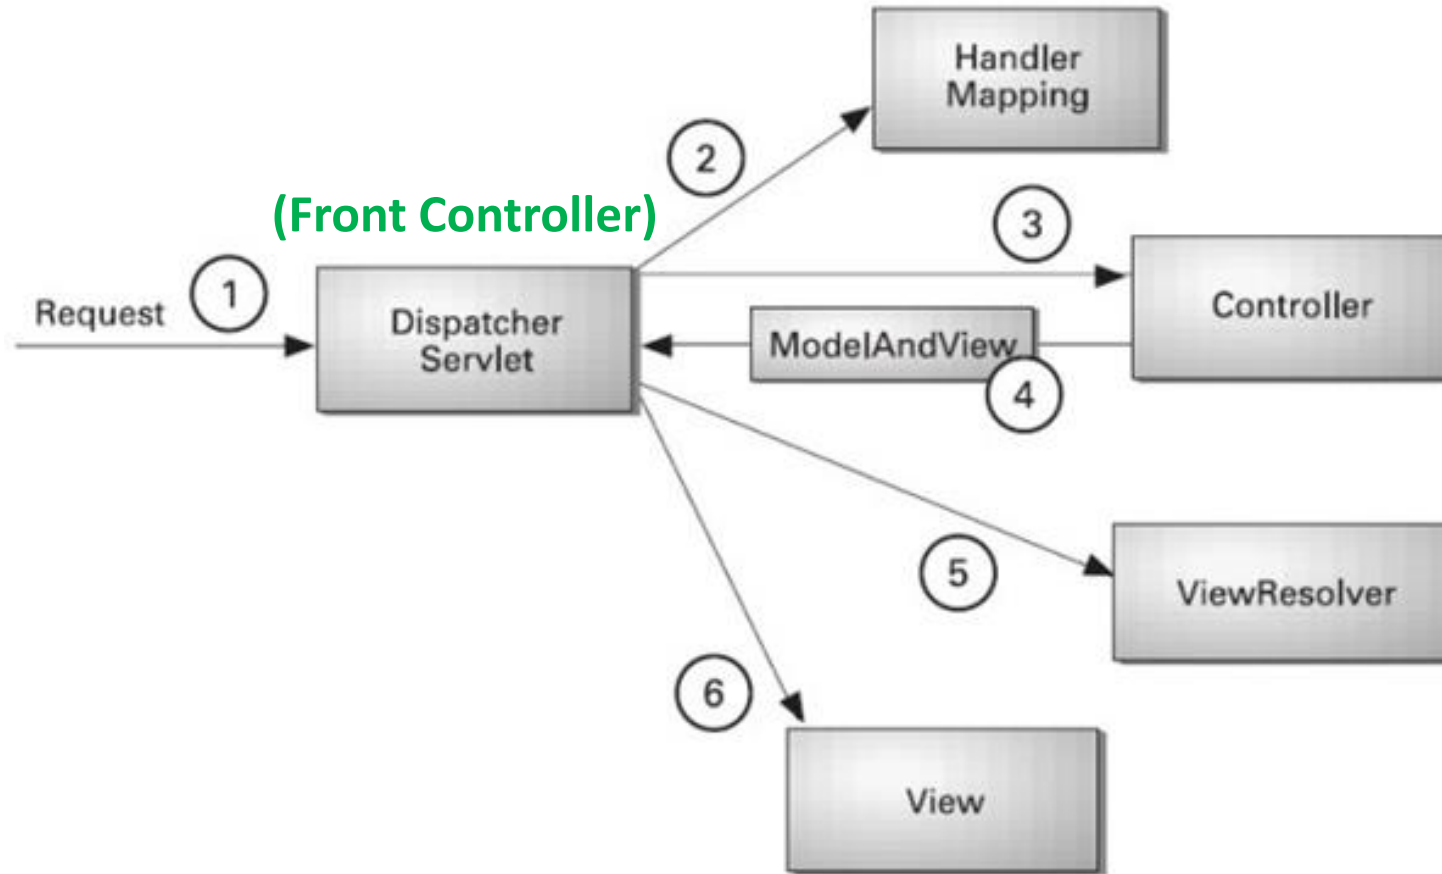 Handler
Mapping
2
(Front Controller)
3
1
Request
Dispatcher
Servlet
Controller
ModelAndView
4
5
ViewResolver
6
View